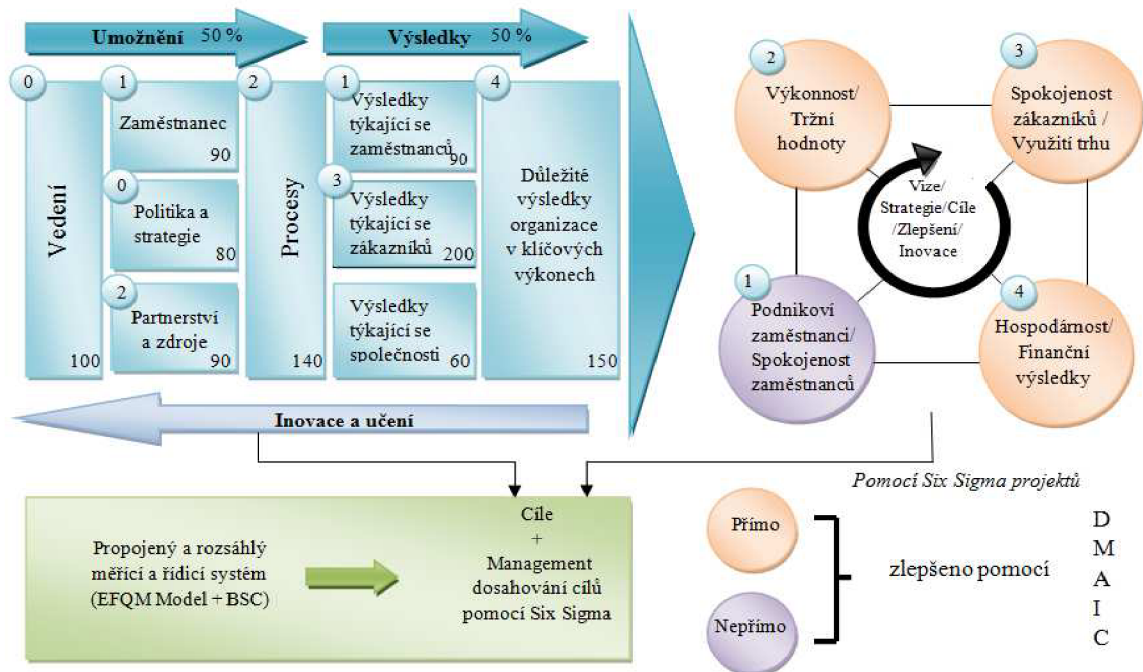 Umožnění 50 %
Výsledky 50 %
0
Vedení
100
1
Zaměstnanec
90
0
Politika a
strategie
80
2
Partnerství
a zdroje
90
2
Procesy
140
1
Výsledky
týkající se
zaměstnanců
90
3
Výsledky
týkající se
zákazníků
200
Výsledky
týkající se
společnosti
60
4
Důležité
výsledky
organizace
v klíčových
výkonech
150
Inovace a učení
2
Výkonnost/
Tržní
hodnoty
3
Spokojenost
zákazníků /
Využití trhu
Vize/
Strategie/Cíle
/Zlepšení/
Inovace
1
Podnikoví
zaměstnanci/
Spokojenost
zaměstnanců
4
Hospodárnost/
Finanční
výsledky
Propojený a rozsáhlý
měřící a řídicí systém
(EFQM Model + BSC)
Cíle
+
Management
dosahování cílů
pomocí Six Sigma
Pomocí Six Sigma projektů
Přímo
Nepřímo
zlepšeno pomocí
D
M
A
I
C